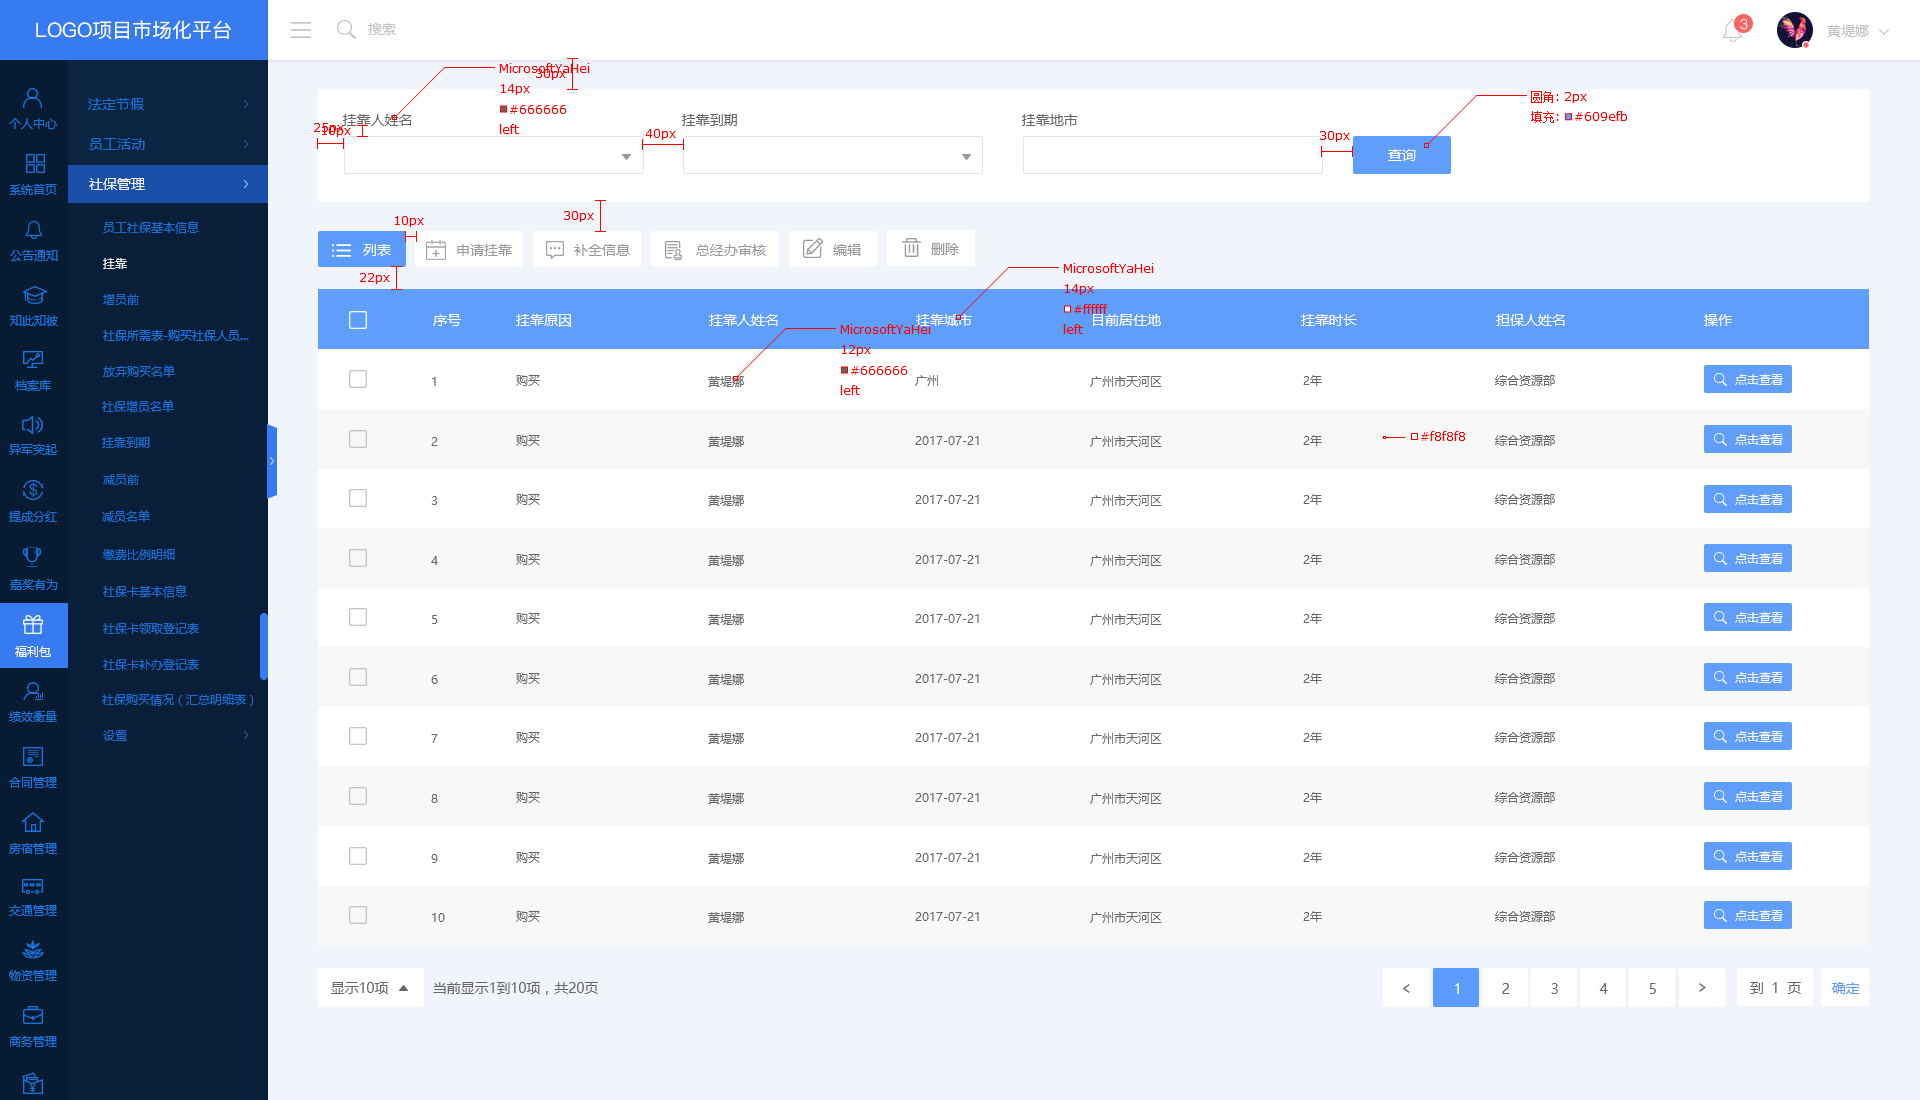 LOGO项目市场化平台
搜索
3
黄堤娜
个人中心
系统首页
公告通知
知此知彼
档案库
异军突起
提成分红
嘉奖有为
福利包
绩效衡量
合同管理
房宿管理
交通管理
物资管理
商务管理
法定节假
员工活动
社保管理
员工社保基本信息
挂靠
增员前
社保所需表-购买社保人员...
放弃购买名单
社保增员名单
挂靠到期
减员前
减员名单
缴费比例明细
社保卡基本信息
社保卡领取登记表
社保卡补办登记表
社保购买情况（汇总明细表）
设置
MicrosoftYaHei
14px
#666666
left
30px
圆角: 2px
填充: #609efb
挂靠人姓名
挂靠到期
挂靠地市
25px
10px
40px
30px
查询
10px
30px
列表
申请挂靠
补全信息
总经办审核
编辑
删除
22px
MicrosoftYaHei
14px
#ffffff
left
序号 挂靠原因 挂靠人姓名 挂靠城市 目前居住地 挂靠时长 担保人姓名 操作
MicrosoftYaHei
12px
#666666
left
1 购买 黄堤娜 广州 广州市天河区 2年 综合资源部 点击查看
2 购买 黄堤娜 2017-07-21 广州市天河区 2年 综合资源部 点击查看
#f8f8f8
3 购买 黄堤娜 2017-07-21 广州市天河区 2年 综合资源部 点击查看
4 购买 黄堤娜 2017-07-21 广州市天河区 2年 综合资源部 点击查看
5 购买 黄堤娜 2017-07-21 广州市天河区 2年 综合资源部 点击查看
6 购买 黄堤娜 2017-07-21 广州市天河区 2年 综合资源部 点击查看
7 购买 黄堤娜 2017-07-21 广州市天河区 2年 综合资源部 点击查看
8 购买 黄堤娜 2017-07-21 广州市天河区 2年 综合资源部 点击查看
9 购买 黄堤娜 2017-07-21 广州市天河区 2年 综合资源部 点击查看
10 购买 黄堤娜 2017-07-21 广州市天河区 2年 综合资源部 点击查看
显示10项 当前显示1到10项，共20页
< 1 2 3 4 5 > 到 1 页 确定